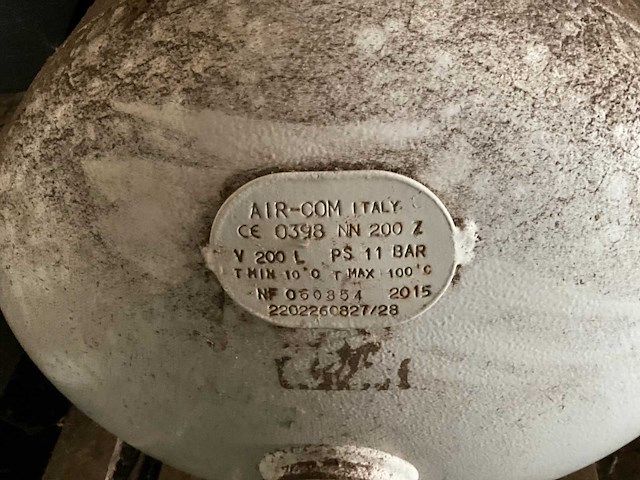 AIR-COM ITALY
CE 0398 NN 200 Z
V 200 L PS 11 BAR
T MIN 10°C T MAX 100°C
NF 060854 2015
2202260827/28